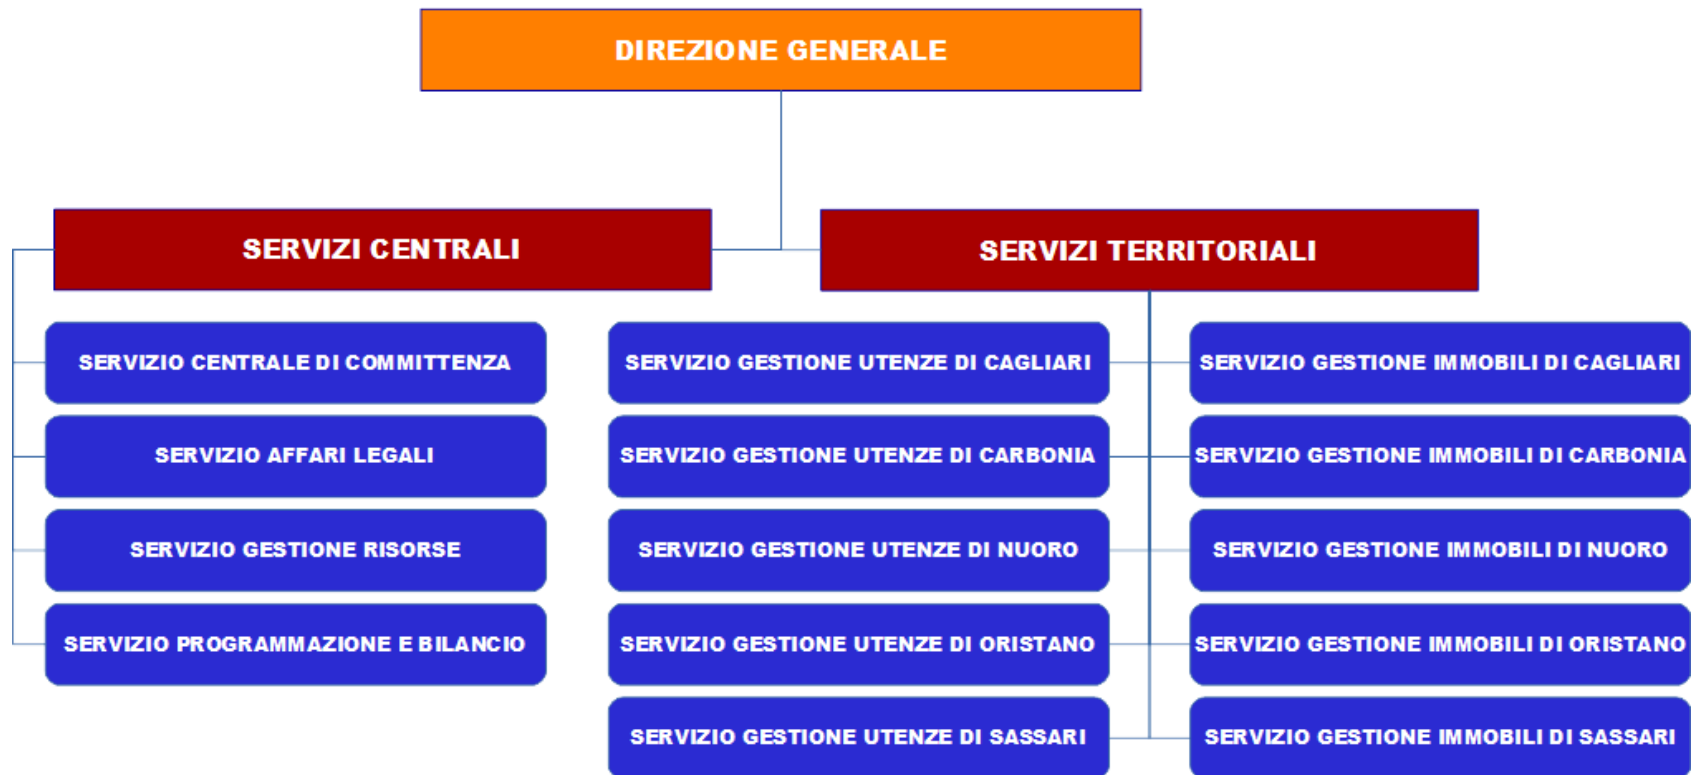 DIREZIONE GENERALE
SERVIZI CENTRALI
SERVIZI TERRITORIALI
SERVIZIO CENTRALE DI COMMITTENZA
SERVIZIO AFFARI LEGALI
SERVIZIO GESTIONE RISORSE
SERVIZIO PROGRAMMAZIONE E BILANCIO
SERVIZIO GESTIONE UTENZE DI CAGLIARI
SERVIZIO GESTIONE UTENZE DI CARBONIA
SERVIZIO GESTIONE UTENZE DI NUORO
SERVIZIO GESTIONE UTENZE DI ORISTANO
SERVIZIO GESTIONE UTENZE DI SASSARI
SERVIZIO GESTIONE IMMOBILI DI CAGLIARI
SERVIZIO GESTIONE IMMOBILI DI CARBONIA
SERVIZIO GESTIONE IMMOBILI DI NUORO
SERVIZIO GESTIONE IMMOBILI DI ORISTANO
SERVIZIO GESTIONE IMMOBILI DI SASSARI